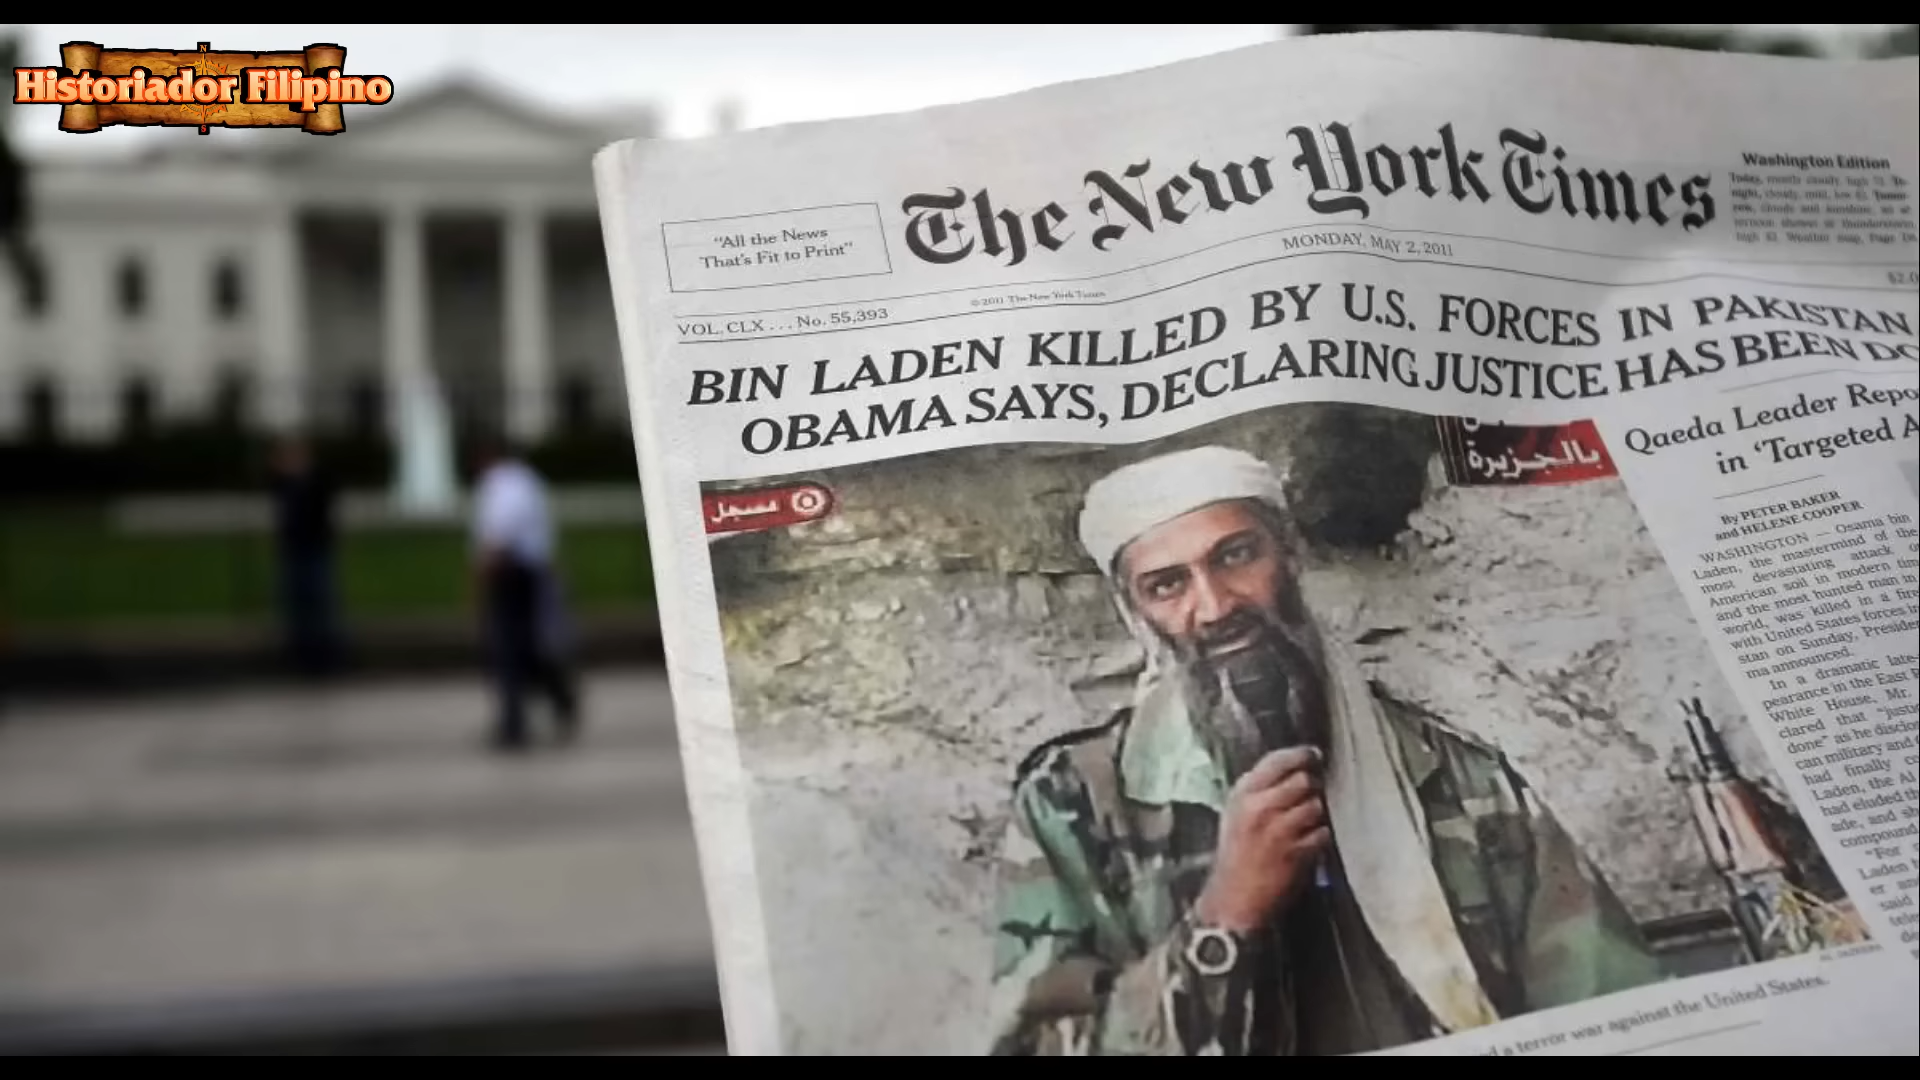 Historiador Filipino
N
S
"All the News
That's Fit to Print"
The New York Times
Washington Edition
MONDAY, MAY 2, 2011
© 2011 The New York Times
VOL. CLX . . . No. 55,393
BIN LADEN KILLED BY U.S. FORCES IN PAKISTAN
OBAMA SAYS, DECLARING JUSTICE HAS BEEN DO
مسجل
بالجزيرة
Qaeda Leader Repo
in 'Targeted A
By PETER BAKER
and HELENE COOPER
WASHINGTON — Osama bin
Laden, the mastermind of the
most devastating attack on
American soil in modern tim
and the most hunted man in
world, was killed in a fire
with United States forces in
stan on Sunday, Presiden
ma announced.
In a dramatic late-
pearance in the East R
White House, Mr.
clared that "justi
done" as he disclo
can military and
had finally co
Laden, the Al
had eluded th
ade, and sh
compound
"For
Laden
er an
said
tele
terror war against the United States.